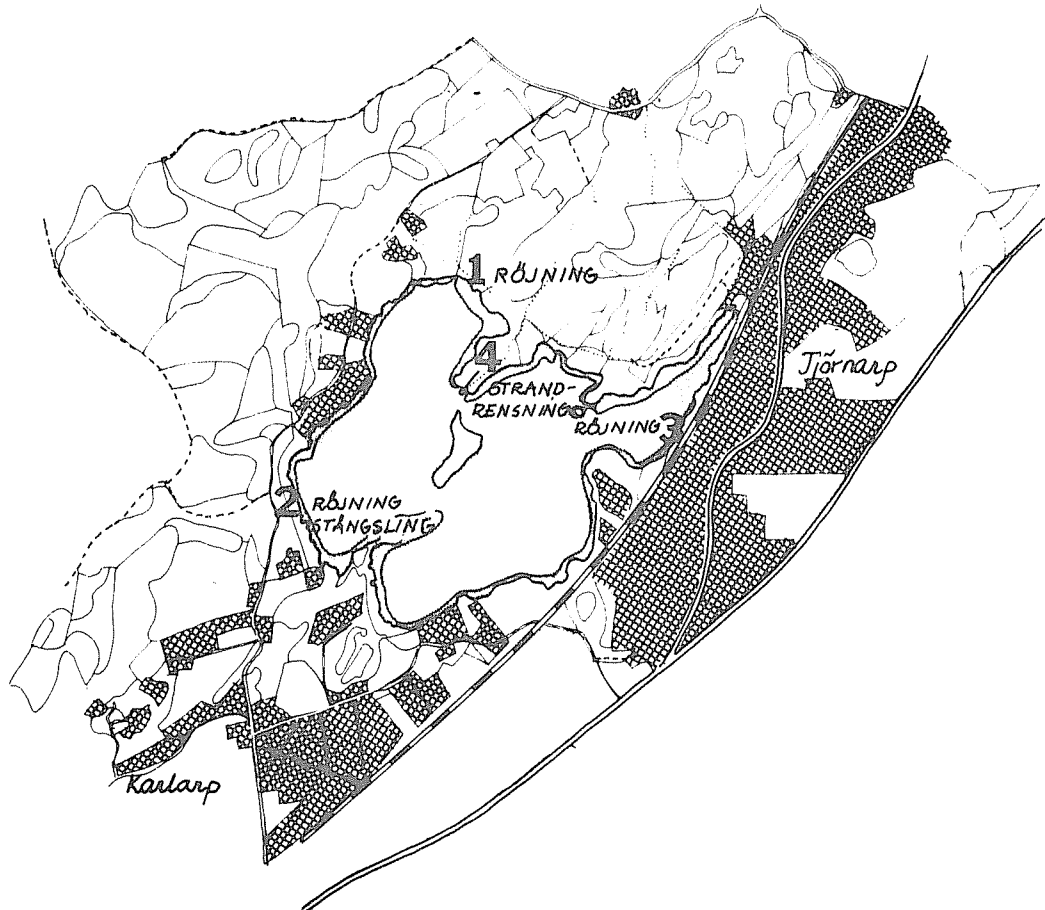 1 RÖJNING
4
STRAND-
RENSNING
RÖJNING 3
Tjörnarp
2 RÖJNING
STÄNGSLING
Karlarp